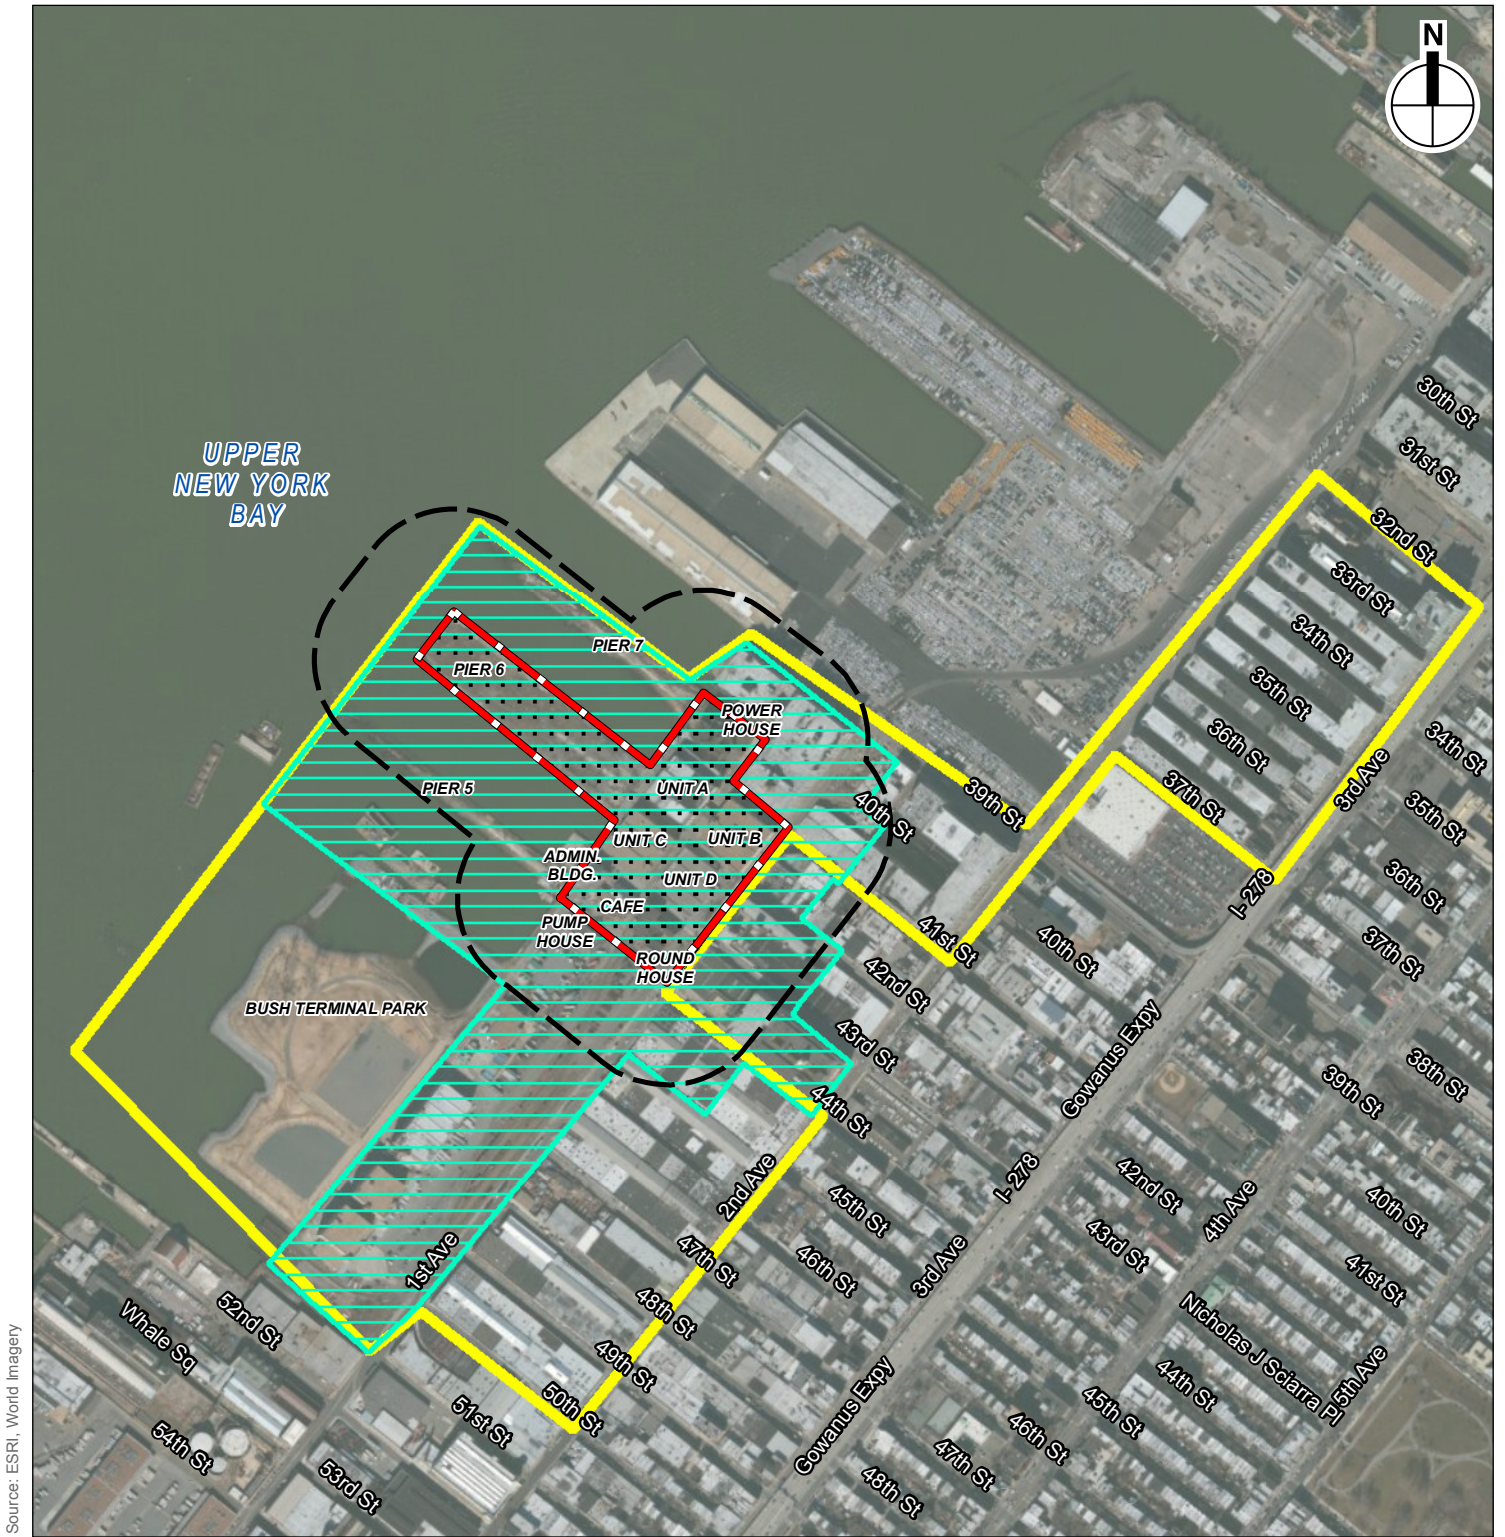 N
UPPER
NEW YORK
BAY
30th St
31st St
32nd St
33rd St
34th St
35th St
36th St
37th St
3rd Ave
34th St
35th St
36th St
37th St
38th St
39th St
I- 278
PIER 7
PIER 6
POWER
HOUSE
PIER 5
UNIT A
UNIT B
UNIT C
ADMIN.
BLDG.
UNIT D
CAFE
PUMP
HOUSE
ROUND
HOUSE
39th St
40th St
41st St
42nd St
43rd St
44th St
40th St
Gowanus Expy
I- 278
BUSH TERMINAL PARK
1st Ave
2nd Ave
45th St
46th St
47th St
48th St
49th St
50th St
51st St
52nd St
Whale Sq
54th St
53rd St
3rd Ave
42nd St
43rd St
4th Ave
40th St
41st St
Nicholas J Sciarra Pl
5th Ave
44th St
45th St
46th St
47th St
48th St
Gowanus Expy
Source: ESRI, World Imagery